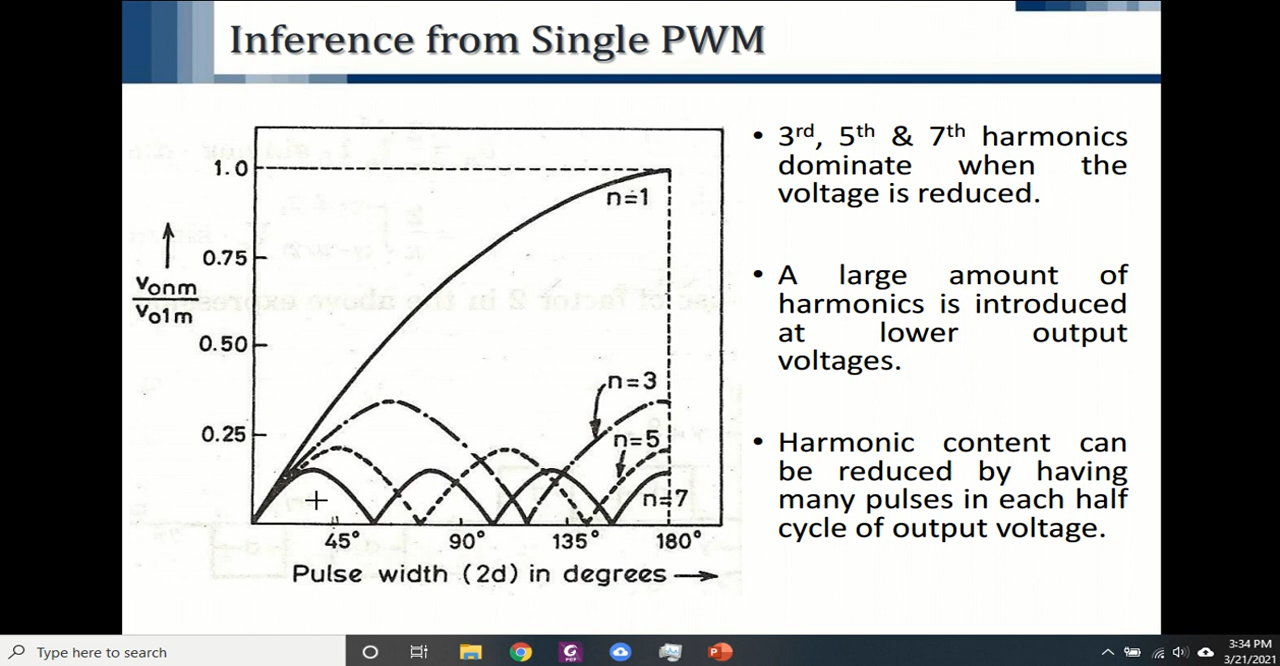 Inference from Single PWM
1.0
0.75
0.50
0.25
vonm
vo1m
n=1
n=3
n=5
n=7
45° 90° 135° 180°
Pulse width (2d) in degrees
• 3rd, 5th & 7th harmonics
dominate when the
voltage is reduced.
• A large amount of
harmonics is introduced
at lower output
voltages.
• Harmonic content can
be reduced by having
many pulses in each half
cycle of output voltage.
Type here to search
3:34 PM
3/21/2021